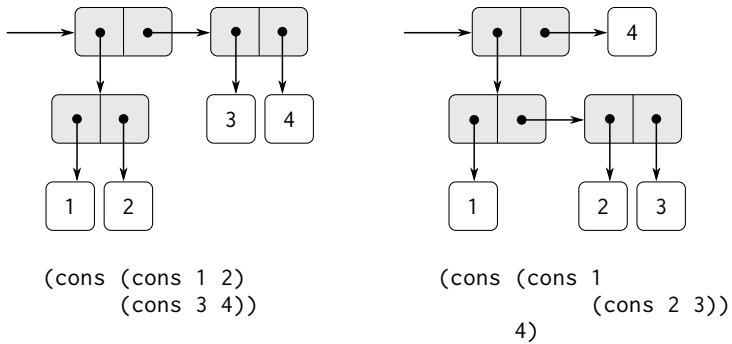 4
3 4
1 2
1
2 3
(cons (cons 1 2)
      (cons 3 4))
(cons (cons 1
            (cons 2 3))
      4)